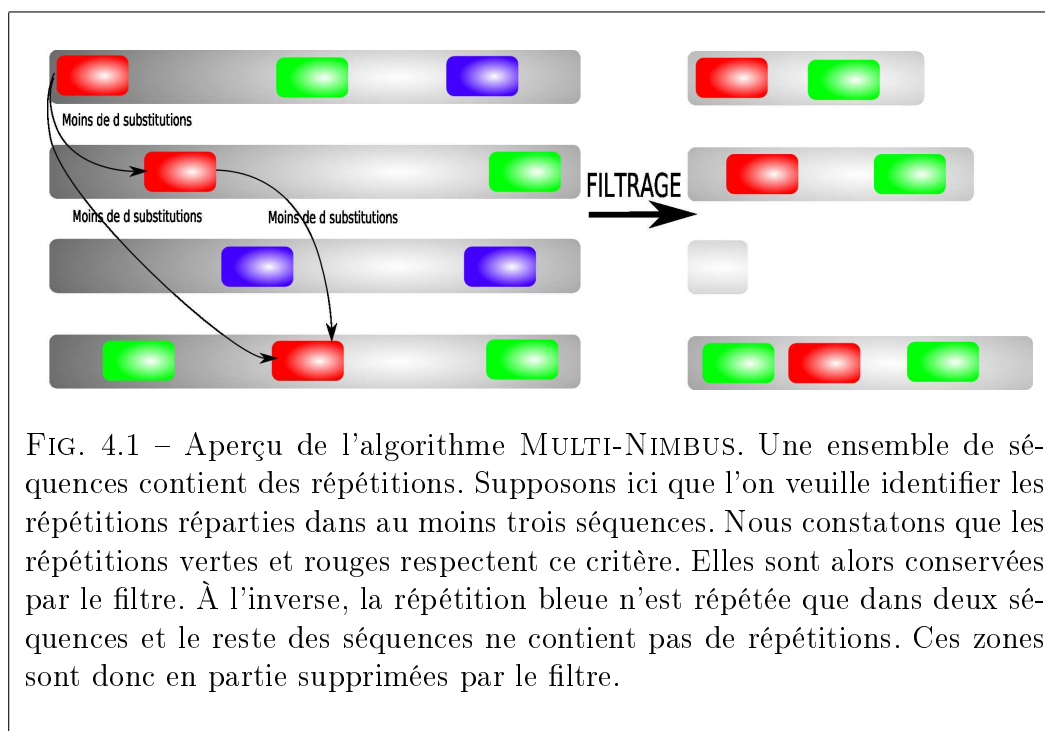 Moins de d substitutions
FILTRAGE
Moins de d substitutions
Moins de d substitutions
FIG. 4.1 – Aperçu de l'algorithme MULTI-NIMBUS. Une ensemble de sé-
quences contient des répétitions. Supposons ici que l'on veuille identifier les
répétitions réparties dans au moins trois séquences. Nous constatons que les
répétitions vertes et rouges respectent ce critère. Elles sont alors conservées
par le filtre. À l'inverse, la répétition bleue n'est répétée que dans deux sé-
quences et le reste des séquences ne contient pas de répétitions. Ces zones
sont donc en partie supprimées par le filtre.